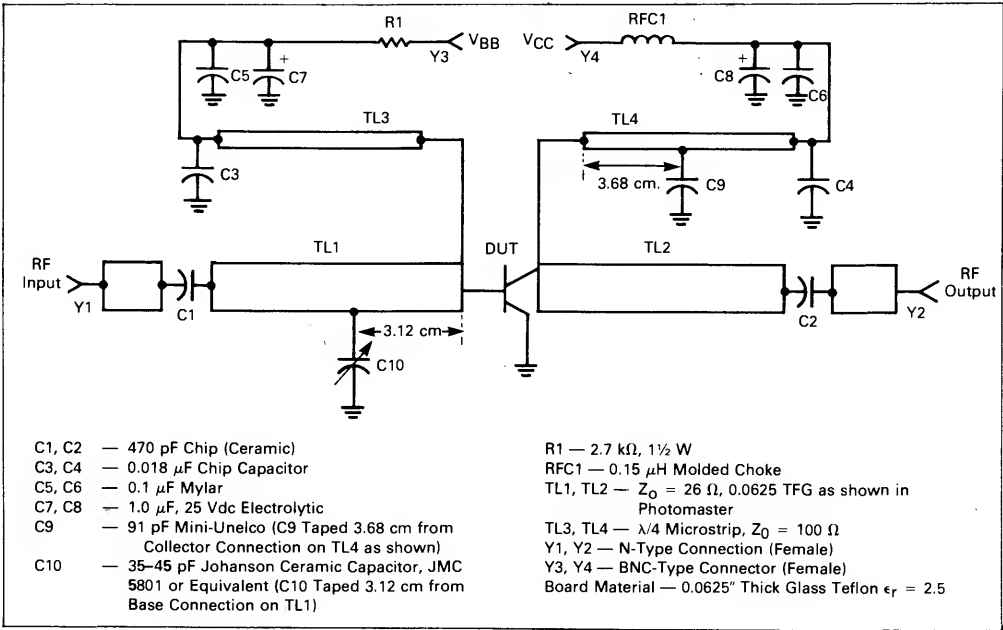 R1
RFC1
VBB
VCC
Y3
Y4
C5
C7
+
+
C8
C6
TL3
TL4
C3
3.68 cm.
C9
C4
TL1
DUT
TL2
RF
Input
Y1
C1
3.12 cm
C10
C2
Y2
RF
Output
C1, C2 — 470 pF Chip (Ceramic)
C3, C4 — 0.018 μF Chip Capacitor
C5, C6 — 0.1 μF Mylar
C7, C8 — 1.0 μF, 25 Vdc Electrolytic
C9 — 91 pF Mini-Unelco (C9 Taped 3.68 cm from
Collector Connection on TL4 as shown)
C10 — 35–45 pF Johanson Ceramic Capacitor, JMC
5801 or Equivalent (C10 Taped 3.12 cm from
Base Connection on TL1)
R1 — 2.7 kΩ, 1½ W
RFC1 — 0.15 μH Molded Choke
TL1, TL2 — ZO = 26 Ω, 0.0625 TFG as shown in
Photomaster
TL3, TL4 — λ/4 Microstrip, Z0 = 100 Ω
Y1, Y2 — N-Type Connection (Female)
Y3, Y4 — BNC-Type Connector (Female)
Board Material — 0.0625" Thick Glass Teflon εr = 2.5